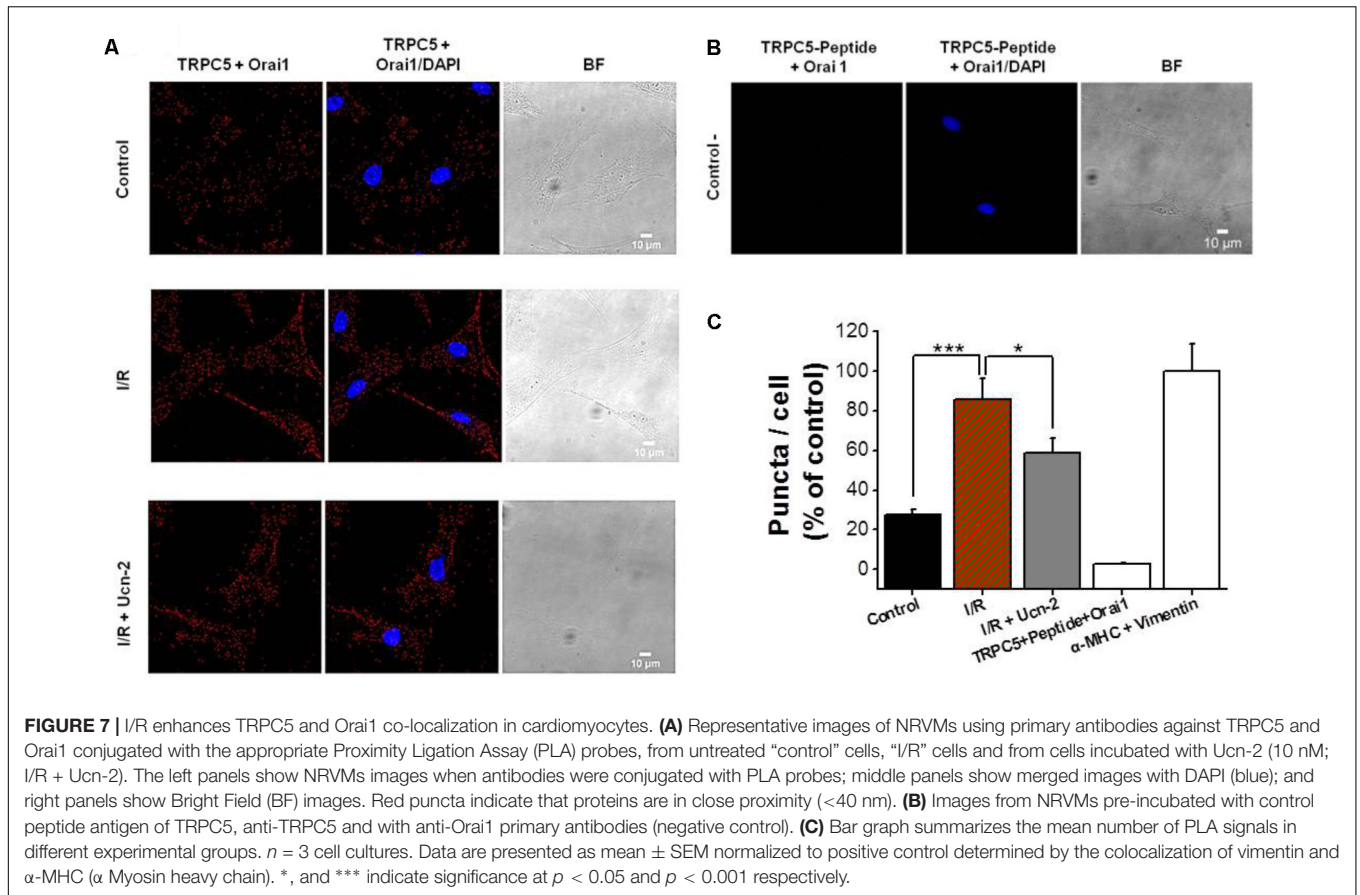 A
TRPC5 + Orai1
TRPC5 +
Orai1/DAPI
BF
Control
10 µm
I/R
10 µm
I/R + Ucn-2
10 µm
B
TRPC5-Peptide
+ Orai 1
TRPC5-Peptide
+ Orai1/DAPI
BF
Control -
10 µm
C
Puncta / cell
(% of control)
120
100
80
60
40
20
0
***
*
Control
I/R
I/R + Ucn-2
TRPC5+Peptide+Orai1
α-MHC + Vimentin
FIGURE 7 | I/R enhances TRPC5 and Orai1 co-localization in cardiomyocytes. (A) Representative images of NRVMs using primary antibodies against TRPC5 and
Orai1 conjugated with the appropriate Proximity Ligation Assay (PLA) probes, from untreated “control” cells, “I/R” cells and from cells incubated with Ucn-2 (10 nM;
I/R + Ucn-2). The left panels show NRVMs images when antibodies were conjugated with PLA probes; middle panels show merged images with DAPI (blue); and
right panels show Bright Field (BF) images. Red puncta indicate that proteins are in close proximity (<40 nm). (B) Images from NRVMs pre-incubated with control
peptide antigen of TRPC5, anti-TRPC5 and with anti-Orai1 primary antibodies (negative control). (C) Bar graph summarizes the mean number of PLA signals in
different experimental groups. n = 3 cell cultures. Data are presented as mean ± SEM normalized to positive control determined by the colocalization of vimentin and
α-MHC (α Myosin heavy chain). *, and *** indicate significance at p < 0.05 and p < 0.001 respectively.